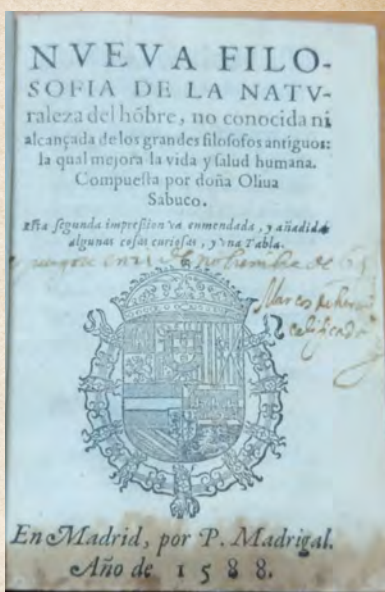 NVEVA FILO-
SOFIA DE LA NATV-
raleza del hõbre, no conocida ni
alcançada de los grandes filosofos antiguos:
la qual mejora la vida y salud humana.
Compuesta por doña Oliua
Sabuco.
Esta segunda impression va enmendada, y añadidas
algunas cosas curiosas, y vna Tabla.
Marcos
En Madrid, por P. Madrigal.
Año de 1588.